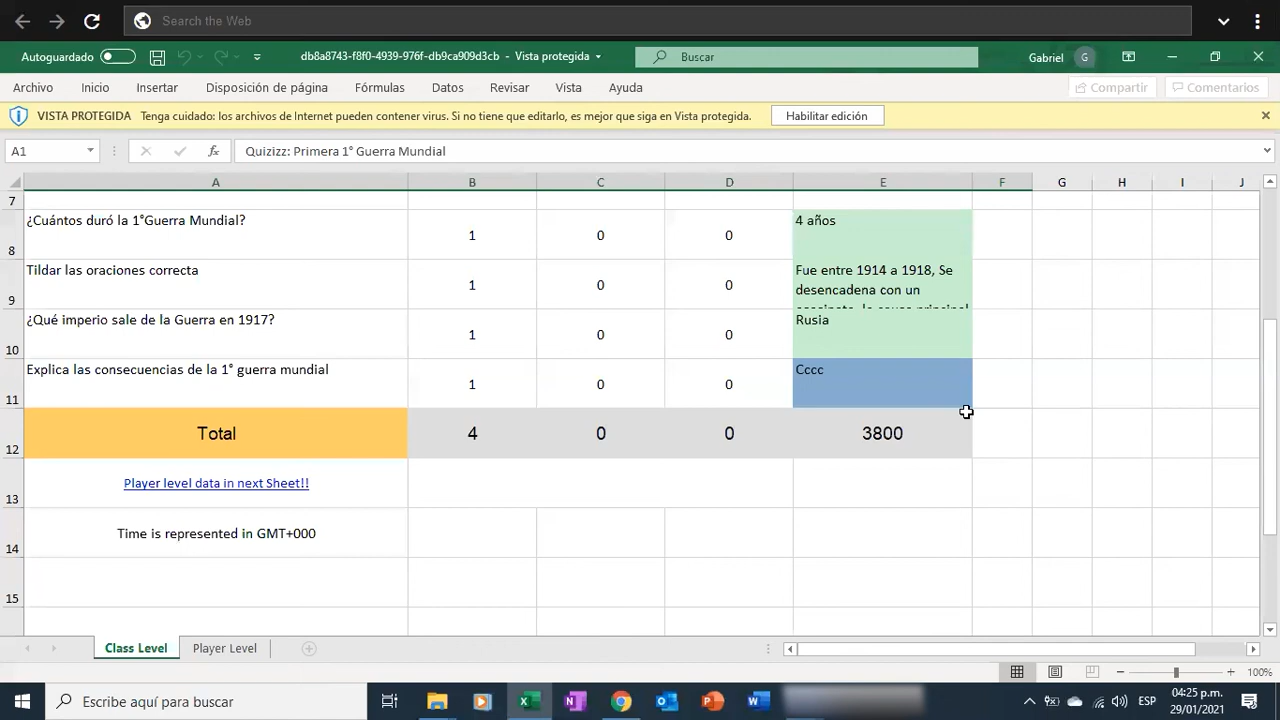 Search the Web
Autoguardado
db8a8743-f8f0-4939-976f-db9ca909d3cb - Vista protegida
Buscar
Gabriel
G
Archivo
Inicio
Insertar
Disposición de página
Fórmulas
Datos
Revisar
Vista
Ayuda
Compartir
Comentarios
VISTA PROTEGIDA
Tenga cuidado: los archivos de Internet pueden contener virus. Si no tiene que editarlo, es mejor que siga en Vista protegida.
Habilitar edición
A1
fx
Quizizz: Primera 1° Guerra Mundial
A B C D E F G H I J
7
8 ¿Cuántos duró la 1°Guerra Mundial? 1 0 0 4 años
9 Tildar las oraciones correcta 1 0 0 Fue entre 1914 a 1918, Se
desencadena con un
10 ¿Qué imperio sale de la Guerra en 1917? 1 0 0 Rusia
11 Explica las consecuencias de la 1° guerra mundial 1 0 0 Cccc
12 Total 4 0 0 3800
13 Player level data in next Sheet!!
14 Time is represented in GMT+000
15
Class Level
Player Level
100%
Escribe aquí para buscar
ESP
04:25 p.m.
29/01/2021